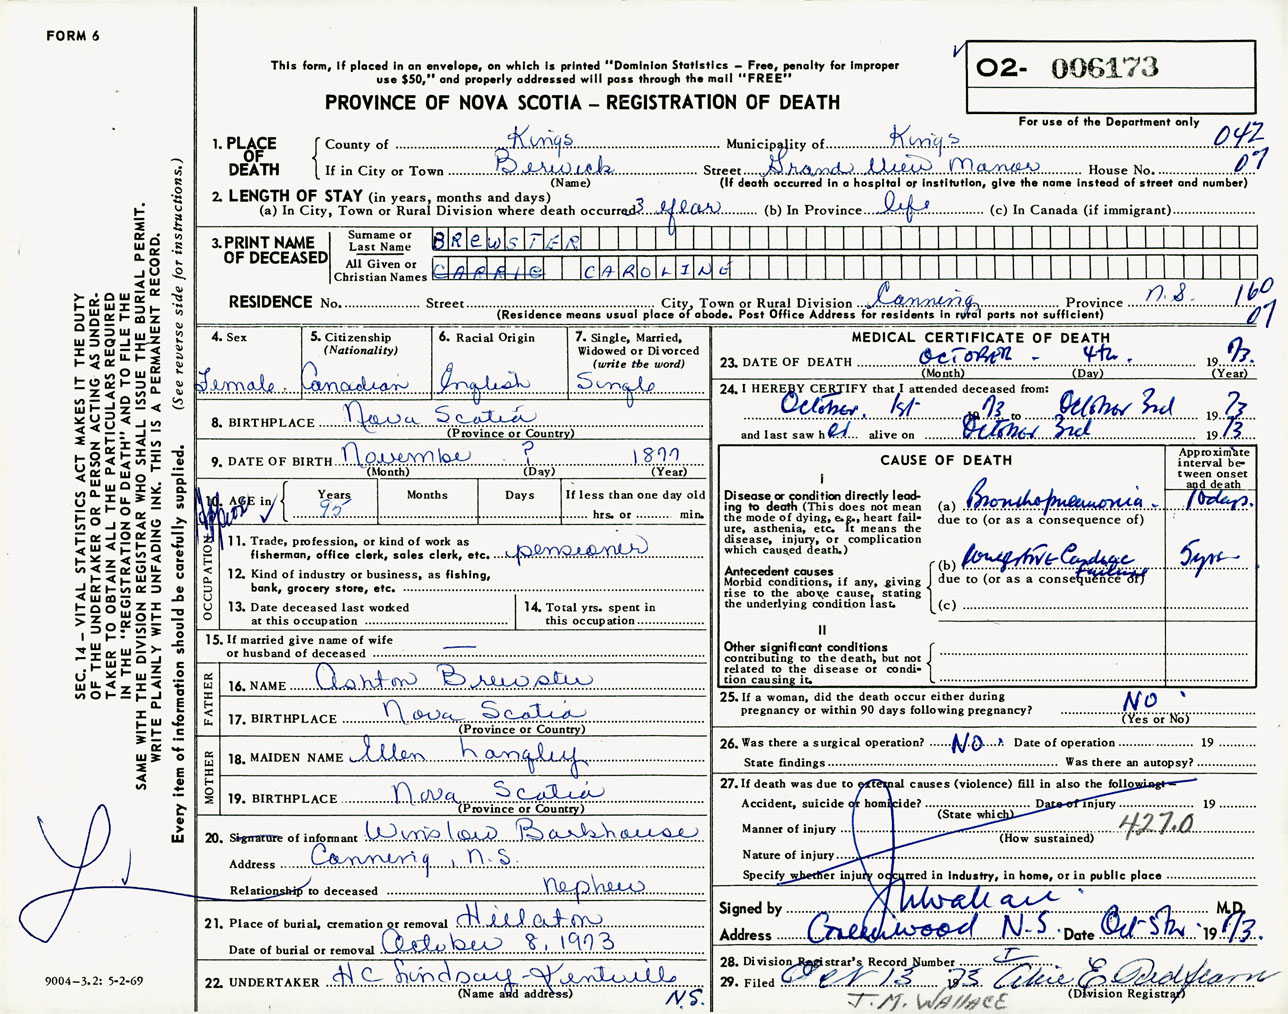 FORM 6
This form, if placed in an envelope, on which is printed "Dominion Statistics – Free, penalty for improper
use $50," and properly addressed will pass through the mail "FREE"
PROVINCE OF NOVA SCOTIA – REGISTRATION OF DEATH
O2- 006173
For use of the Department only
042
07
1. PLACE OF DEATH
County of Kings Municipality of Kings
If in City or Town Berwick Street Grand View Manor House No.
(Name) (If death occurred in a hospital or institution, give the name instead of street and number)
2. LENGTH OF STAY (in years, months and days)
(a) In City, Town or Rural Division where death occurred 3 year (b) In Province life (c) In Canada (if immigrant)
3. PRINT NAME OF DECEASED
Surname or Last Name BREWSTER
All Given or Christian Names CARRIE CAROLINE
RESIDENCE No. Street City, Town or Rural Division Canning Province N.S. 160
(Residence means usual place of abode. Post Office Address for residents in rural parts not sufficient) 07
4. Sex Female
5. Citizenship (Nationality) Canadian
6. Racial Origin English
7. Single, Married, Widowed or Divorced (write the word) Single
8. BIRTHPLACE Nova Scotia
(Province or Country)
9. DATE OF BIRTH Novembe ? 1877
(Month) (Day) (Year)
10. AGE in Years Months Days If less than one day old
Approx ✓ 95 hrs. or min.
OCCUPATION
11. Trade, profession, or kind of work as
fisherman, office clerk, sales clerk, etc. pensioner
12. Kind of industry or business, as fishing,
bank, grocery store, etc.
13. Date deceased last worked
at this occupation
14. Total yrs. spent in
this occupation
15. If married give name of wife
or husband of deceased —
FATHER
16. NAME Ashton Brewster
17. BIRTHPLACE Nova Scotia
(Province or Country)
MOTHER
18. MAIDEN NAME Ellen Langley
19. BIRTHPLACE Nova Scotia
(Province or Country)
20. Signature of informant Winslow Barkhouse
Address Canning, N.S.
Relationship to deceased nephew
21. Place of burial, cremation or removal Hillaton
Date of burial or removal October 8, 1973
22. UNDERTAKER H C Lindsay - Kentville
(Name and address) N.S.
MEDICAL CERTIFICATE OF DEATH
23. DATE OF DEATH OCTOBER - 4th. 1973.
(Month) (Day) (Year)
24. I HEREBY CERTIFY that I attended deceased from:
October 1st 1973 to October 3rd 1973
and last saw her alive on October 3rd 1973
CAUSE OF DEATH
Approximate interval between onset and death
I
Disease or condition directly leading to death (This does not mean the mode of dying, e.g., heart failure, asthenia, etc. It means the disease, injury, or complication which caused death.)
(a) Bronchopneumonia 10 days.
due to (or as a consequence of)
Antecedent causes
Morbid conditions, if any, giving rise to the above cause, stating the underlying condition last.
(b) Congestive Cardiac Failure 5 yrs
due to (or as a consequence of)
(c)
II
Other significant conditions
contributing to the death, but not related to the disease or condition causing it.
25. If a woman, did the death occur either during
pregnancy or within 90 days following pregnancy? NO
(Yes or No)
26. Was there a surgical operation? NO. Date of operation 19
State findings Was there an autopsy?
27. If death was due to external causes (violence) fill in also the following:
Accident, suicide or homicide? Date of injury 19
(State which)
Manner of injury 427.0
(How sustained)
Nature of injury
Specify whether injury occurred in industry, in home, or in public place
Signed by JMWallace M.D.
Address Greenwood N.S. Date Oct 5th 1973.
28. Division Registrar's Record Number
29. Filed Oct 13 1973
(Division Registrar)
J. M. WALLACE
SEC. 14 – VITAL STATISTICS ACT MAKES IT THE DUTY
OF THE UNDERTAKER OR PERSON ACTING AS UNDER-
TAKER TO OBTAIN ALL THE PARTICULARS REQUIRED
IN THE "REGISTRATION OF DEATH" AND TO FILE THE
SAME WITH THE DIVISION REGISTRAR WHO SHALL ISSUE THE BURIAL PERMIT.
WRITE PLAINLY WITH UNFADING INK. THIS IS A PERMANENT RECORD.
Every item of information should be carefully supplied. (See reverse side for instructions.)
9004-3.2: 5-2-69